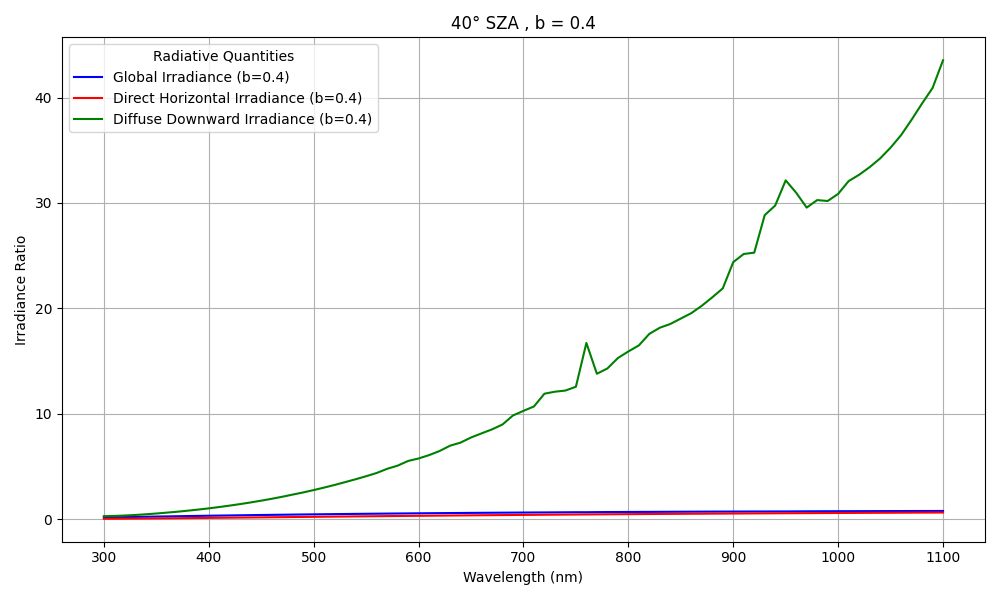 40° SZA , b = 0.4
Radiative Quantities
Global Irradiance (b=0.4)
Direct Horizontal Irradiance (b=0.4)
Diffuse Downward Irradiance (b=0.4)
Irradiance Ratio
40
30
20
10
0
300 400 500 600 700 800 900 1000 1100
Wavelength (nm)